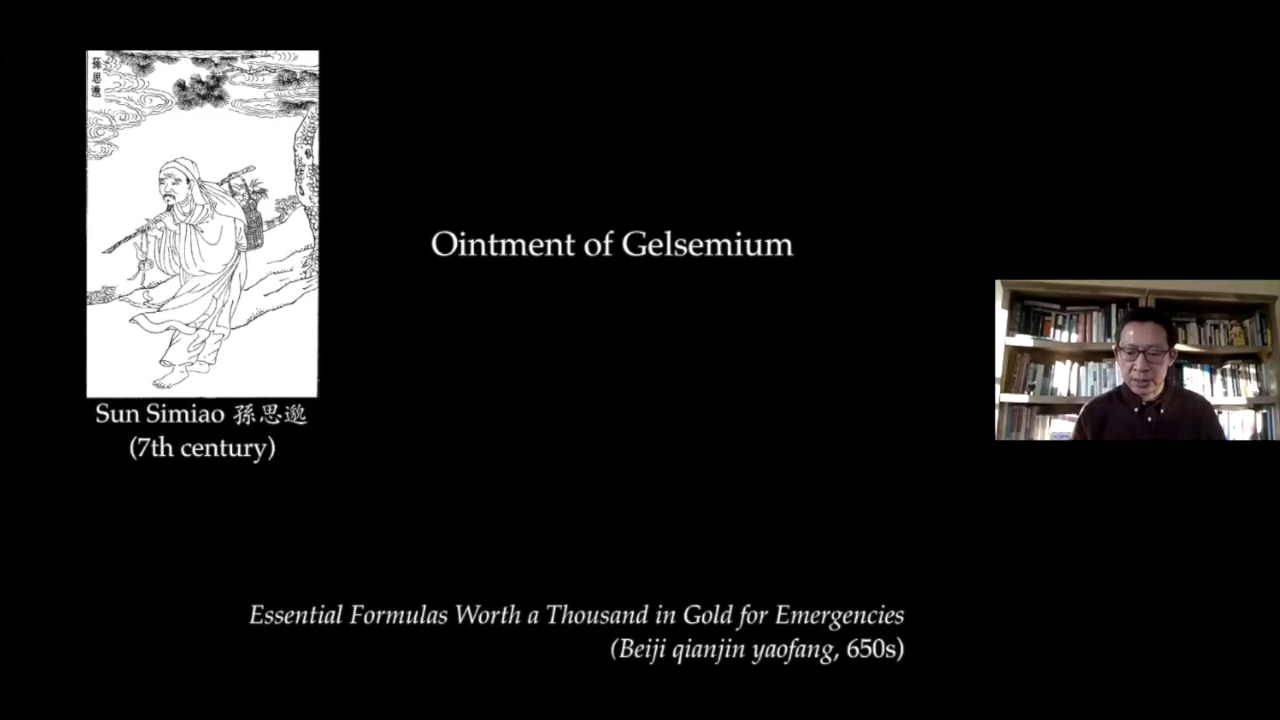 孫思邈
Ointment of Gelsemium
Sun Simiao 孫思邈
(7th century)
Essential Formulas Worth a Thousand in Gold for Emergencies
(Beiji qianjin yaofang, 650s)